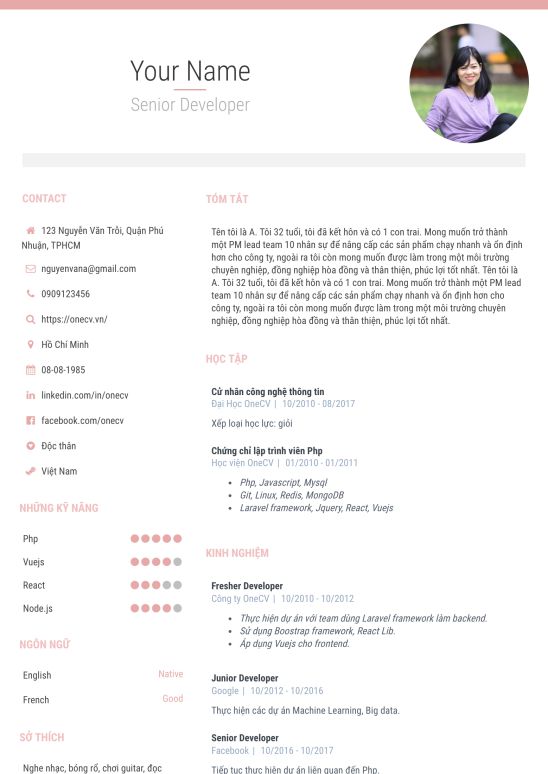 Your Name
Senior Developer
CONTACT
123 Nguyễn Văn Trỗi, Quận Phú
Nhuận, TPHCM
nguyenvana@gmail.com
0909123456
https://onecv.vn/
Hồ Chí Minh
08-08-1985
linkedin.com/in/onecv
facebook.com/onecv
Độc thân
Việt Nam
NHỮNG KỸ NĂNG
Php
Vuejs
React
Node.js
NGÔN NGỮ
English Native
French Good
SỞ THÍCH
Nghe nhạc, bóng rổ, chơi guitar, đọc
TÓM TẮT
Tên tôi là A. Tôi 32 tuổi, tôi đã kết hôn và có 1 con trai. Mong muốn trở thành
một PM lead team 10 nhân sự để nâng cấp các sản phẩm chạy nhanh và ổn định
hơn cho công ty, ngoài ra tôi còn mong muốn được làm trong một môi trường
chuyên nghiệp, đồng nghiệp hòa đồng và thân thiện, phúc lợi tốt nhất. Tên tôi là
A. Tôi 32 tuổi, tôi đã kết hôn và có 1 con trai. Mong muốn trở thành một PM lead
team 10 nhân sự để nâng cấp các sản phẩm chạy nhanh và ổn định hơn cho
công ty, ngoài ra tôi còn mong muốn được làm trong một môi trường chuyên
nghiệp, đồng nghiệp hòa đồng và thân thiện, phúc lợi tốt nhất.
HỌC TẬP
Cử nhân công nghệ thông tin
Đại Học OneCV | 10/2010 - 08/2017
Xếp loại học lực: giỏi
Chứng chỉ lập trình viên Php
Học viện OneCV | 01/2010 - 01/2011
• Php, Javascript, Mysql
• Git, Linux, Redis, MongoDB
• Laravel framework, Jquery, React, Vuejs
KINH NGHIỆM
Fresher Developer
Công ty OneCV | 10/2010 - 10/2012
• Thực hiện dự án với team dùng Laravel framework làm backend.
• Sử dụng Boostrap framework, React Lib.
• Áp dụng Vuejs cho frontend.
Junior Developer
Google | 10/2012 - 10/2016
Thực hiện các dự án Machine Learning, Big data.
Senior Developer
Facebook | 10/2016 - 10/2017
Tiếp tục thực hiện dự án liên quan đến Php.